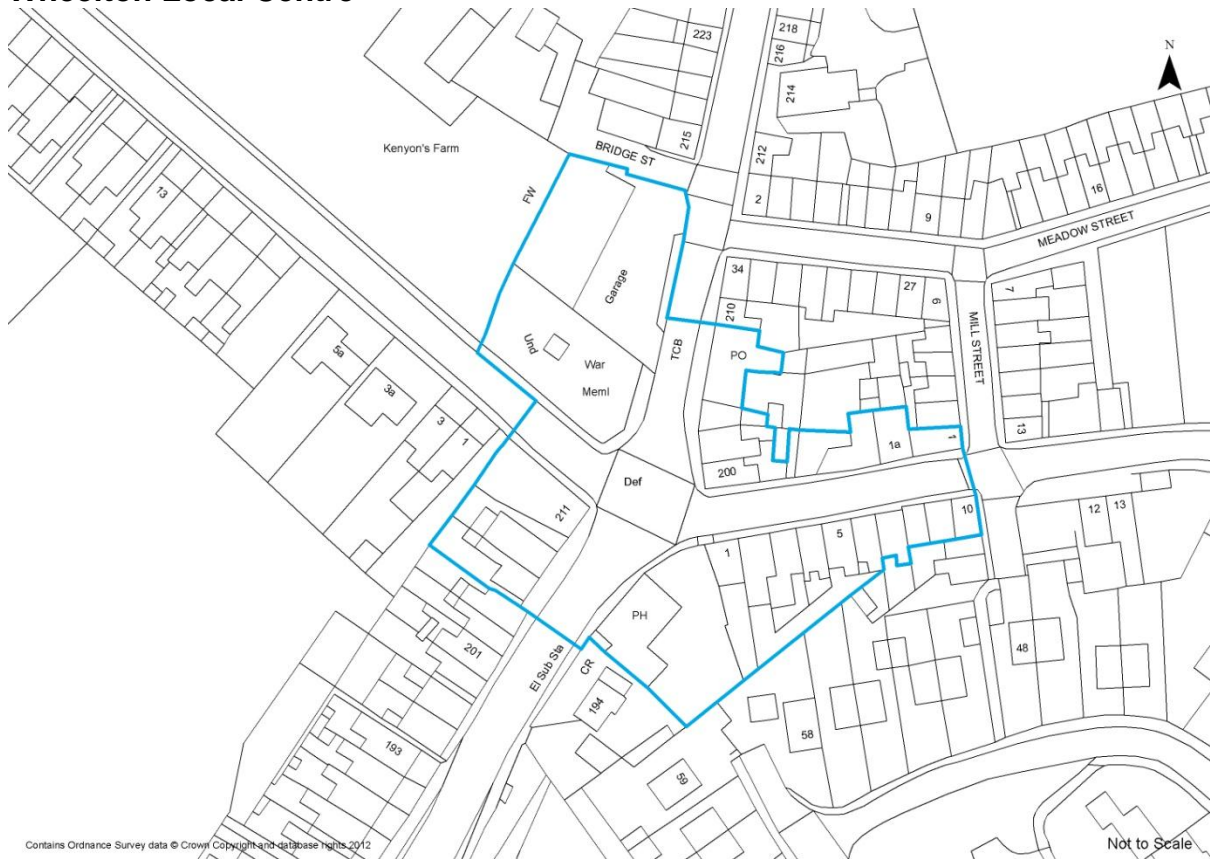 Wheelton Local Centre
223
218
216
214
N
215
BRIDGE ST
212
Kenyon's Farm
2
9
16
MEADOW STREET
FW
13
34
27
6
7
Garage
210
MILL STREET
TCB
PO
Und
War
Meml
5a
3a
3
1
13
1a
1
200
Def
211
10
12
13
5
1
PH
201
48
El Sub Sta
CR
194
193
58
59
Contains Ordnance Survey data © Crown Copyright and database rights 2012
Not to Scale